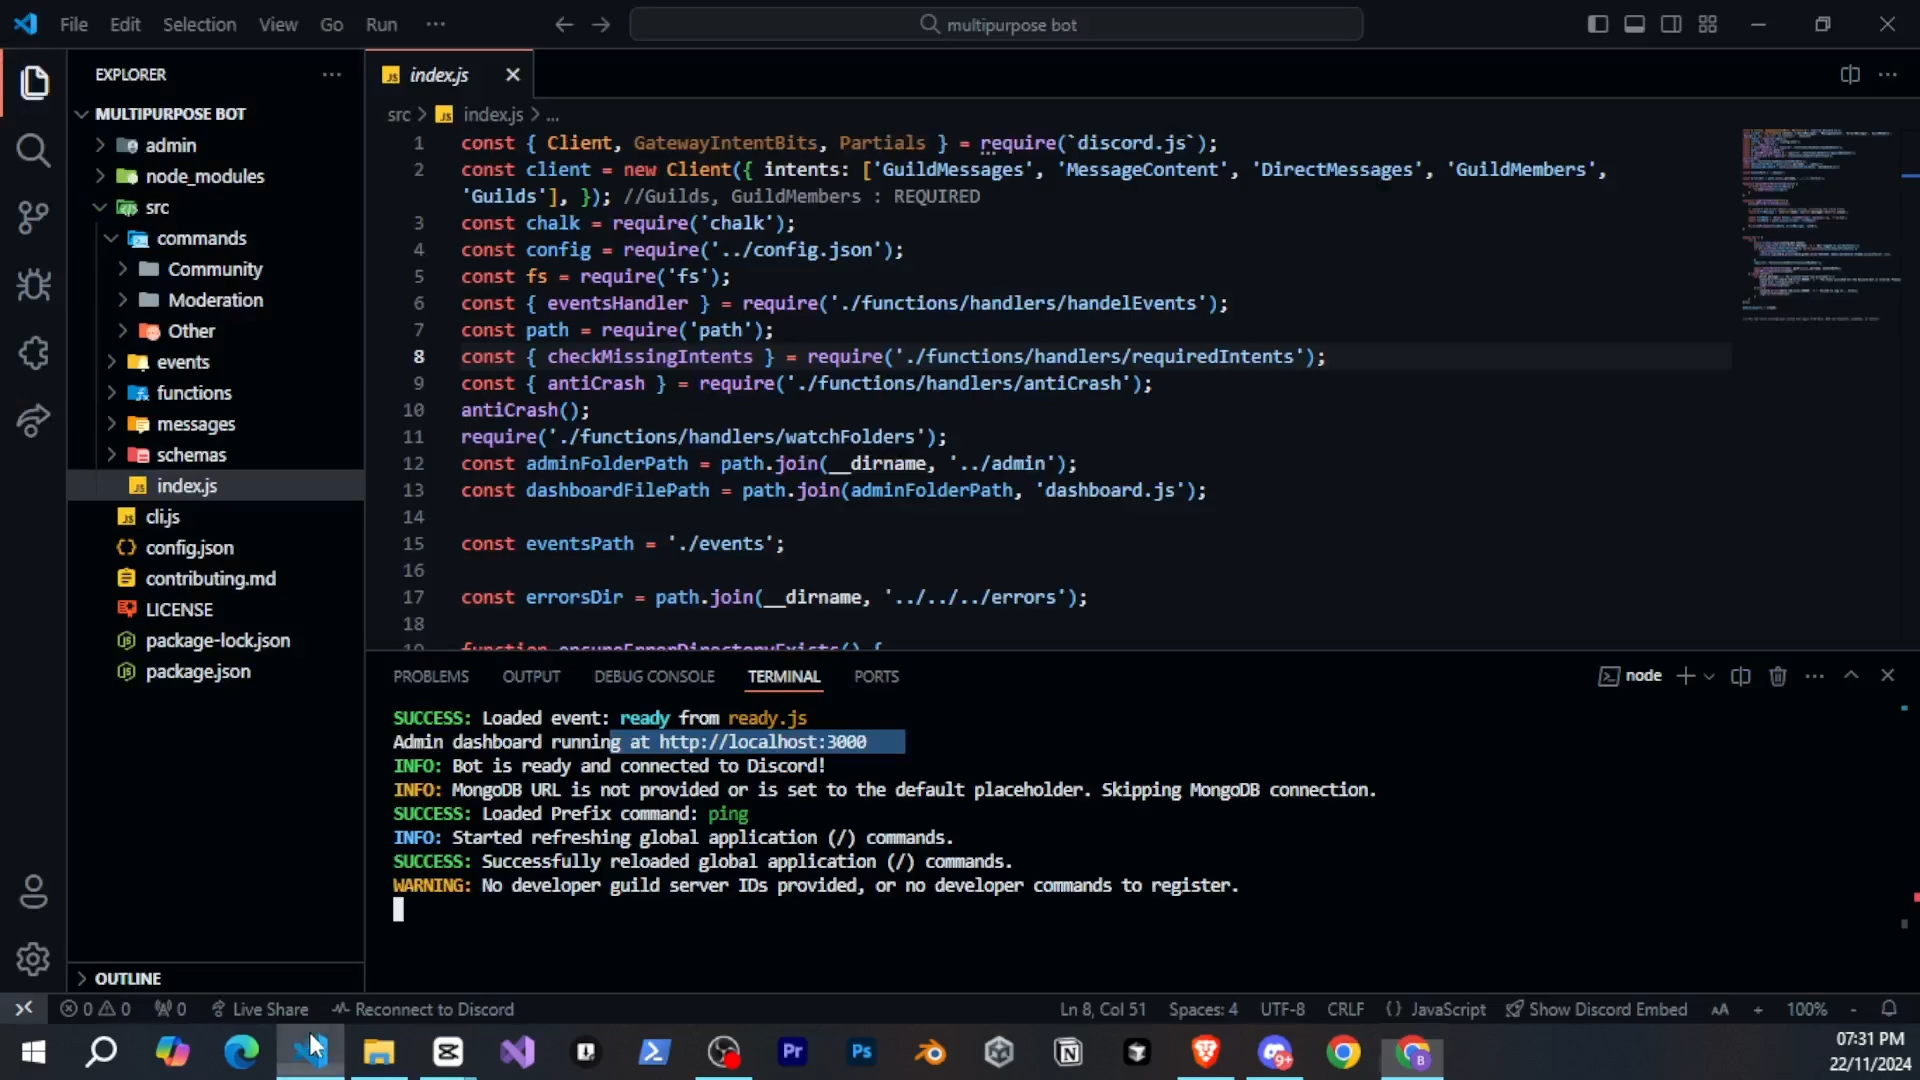 File Edit Selection View Go Run ···
multipurpose bot
EXPLORER
MULTIPURPOSE BOT
admin
node_modules
src
commands
Community
Moderation
Other
events
functions
messages
schemas
index.js
cli.js
config.json
contributing.md
LICENSE
package-lock.json
package.json
OUTLINE
index.js
src > index.js > ...
1 const { Client, GatewayIntentBits, Partials } = require(`discord.js`);
2 const client = new Client({ intents: ['GuildMessages', 'MessageContent', 'DirectMessages', 'GuildMembers',
'Guilds'], }); //Guilds, GuildMembers : REQUIRED
3 const chalk = require('chalk');
4 const config = require('../config.json');
5 const fs = require('fs');
6 const { eventsHandler } = require('./functions/handlers/handelEvents');
7 const path = require('path');
8 const { checkMissingIntents } = require('./functions/handlers/requiredIntents');
9 const { antiCrash } = require('./functions/handlers/antiCrash');
10 antiCrash();
11 require('./functions/handlers/watchFolders');
12 const adminFolderPath = path.join(__dirname, '../admin');
13 const dashboardFilePath = path.join(adminFolderPath, 'dashboard.js');
14
15 const eventsPath = './events';
16
17 const errorsDir = path.join(__dirname, '../../../errors');
18
19 function ensureErrorDirectoryExists() {
PROBLEMS OUTPUT DEBUG CONSOLE TERMINAL PORTS
node
SUCCESS: Loaded event: ready from ready.js
Admin dashboard running at http://localhost:3000
INFO: Bot is ready and connected to Discord!
INFO: MongoDB URL is not provided or is set to the default placeholder. Skipping MongoDB connection.
SUCCESS: Loaded Prefix command: ping
INFO: Started refreshing global application (/) commands.
SUCCESS: Successfully reloaded global application (/) commands.
WARNING: No developer guild server IDs provided, or no developer commands to register.
0 0 0 Live Share Reconnect to Discord Ln 8, Col 51 Spaces: 4 UTF-8 CRLF {} JavaScript Show Discord Embed AA + 100% -
Pr Ps 9+ B
07:31 PM
22/11/2024